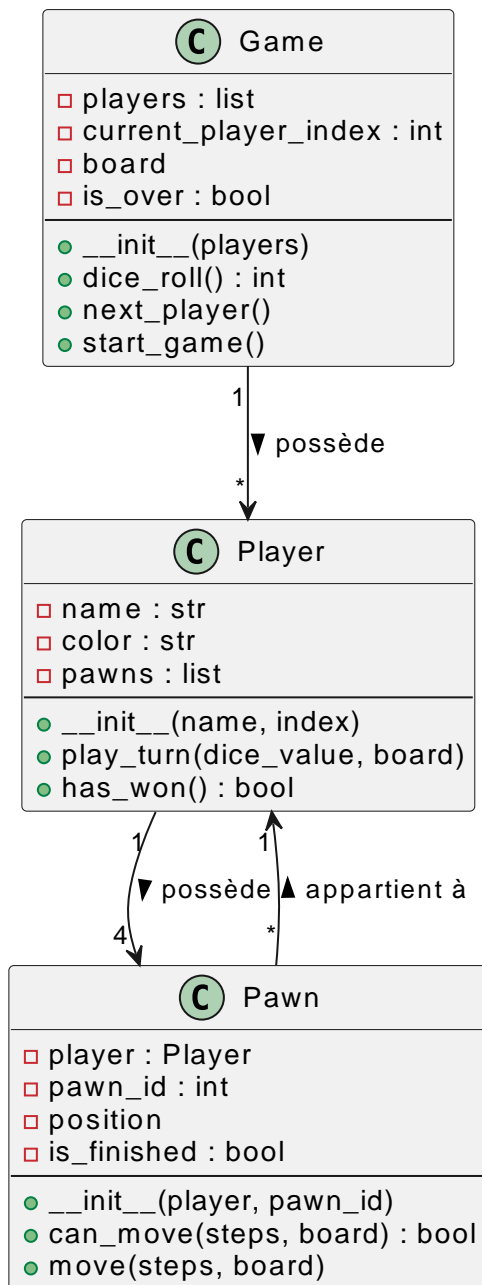 C Game
players : list
current_player_index : int
board
is_over : bool
__init__(players)
dice_roll() : int
next_player()
start_game()
1
possède
*
C Player
name : str
color : str
pawns : list
__init__(name, index)
play_turn(dice_value, board)
has_won() : bool
1 1
possède appartient à
4 *
C Pawn
player : Player
pawn_id : int
position
is_finished : bool
__init__(player, pawn_id)
can_move(steps, board) : bool
move(steps, board)